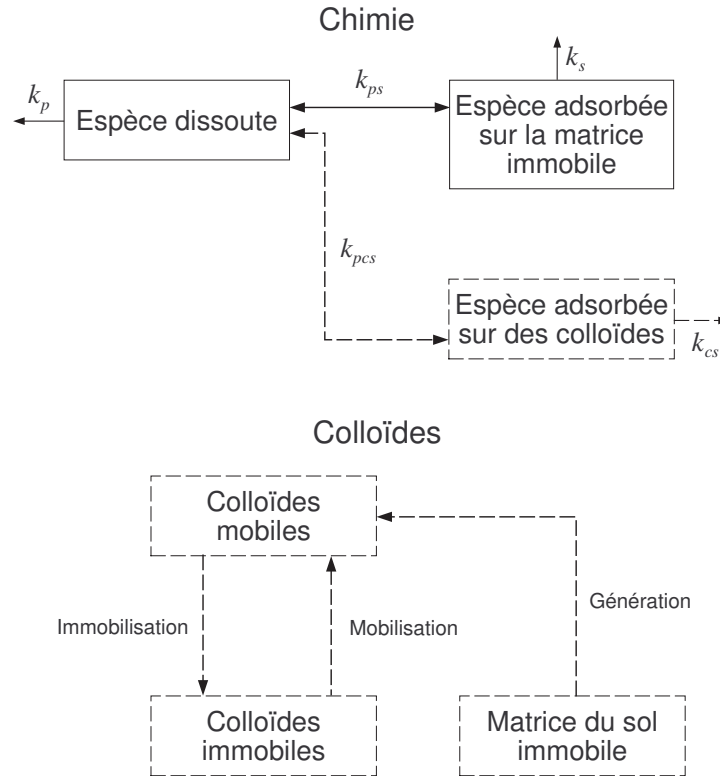 Chimie
k_p
Espèce dissoute
k_ps
k_s
Espèce adsorbée
sur la matrice
immobile
k_pcs
Espèce adsorbée
sur des colloïdes
k_cs
Colloïdes
Colloïdes
mobiles
Immobilisation
Mobilisation
Génération
Colloïdes
immobiles
Matrice du sol
immobile